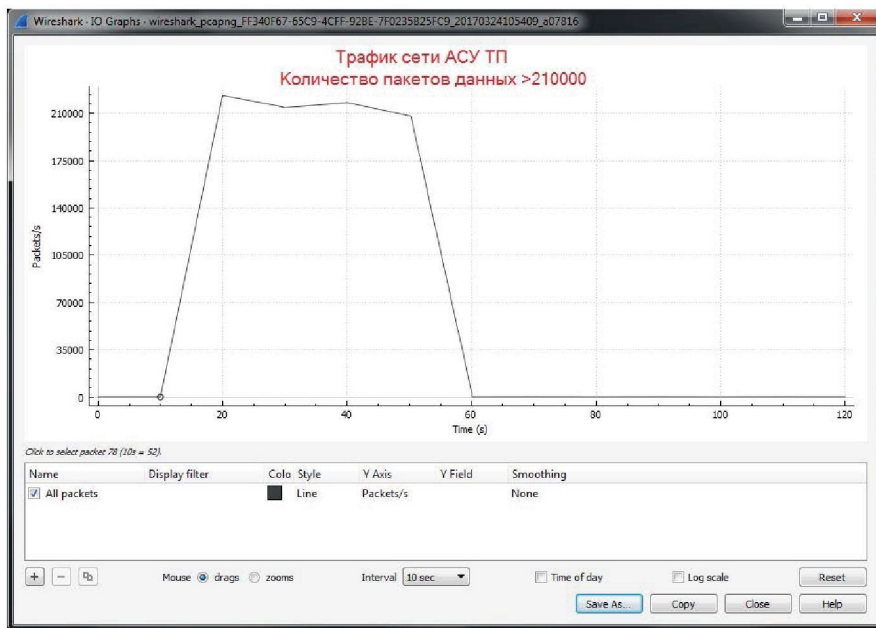 Wireshark · IO Graphs · wireshark_pcapng_FF340F67-65C9-4CFF-92BE-7F0235B25FC9_20170324105409_a07816
Трафик сети АСУ ТП
Количество пакетов данных >210000
210000
175000
140000
105000
70000
35000
0
Packets/s
0 20 40 60 80 100 120
Time (s)
Click to select packet 78 (10s = 52).
Name Display filter Colo Style Y Axis Y Field Smoothing
All packets Line Packets/s None
Mouse drags zooms Interval 10 sec Time of day Log scale Reset
Save As... Copy Close Help